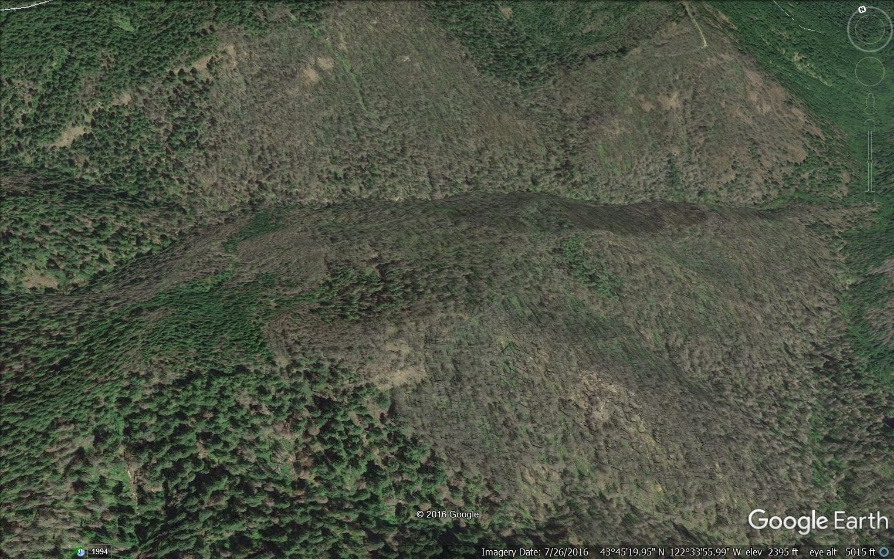 N
© 2016 Google
Google Earth
1994
Imagery Date: 7/26/2016 43°45'19.95" N 122°33'55.99" W elev 2395 ft eye alt 5015 ft